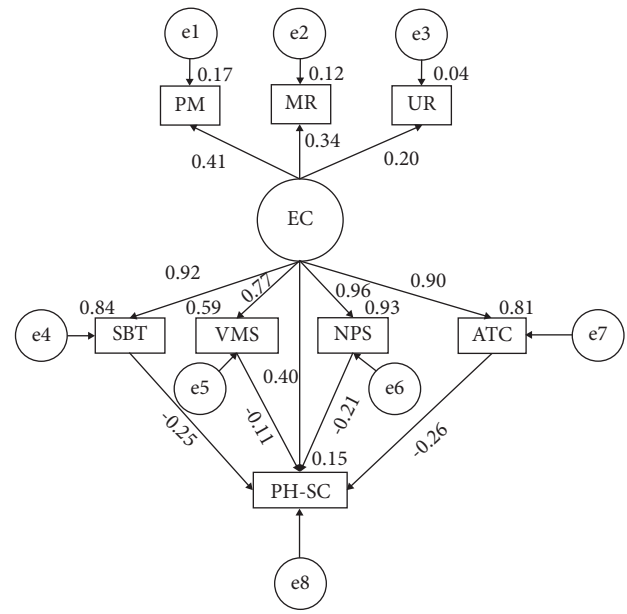 e1 e2 e3
0.17 0.12 0.04
PM MR UR
0.41 0.34 0.20
EC
0.92 0.77 0.96 0.90
0.84 0.59 0.93 0.81
e4 SBT VMS NPS ATC e7
e5 0.40 e6
-0.25 -0.11 -0.21 -0.26
0.15
PH-SC
e8